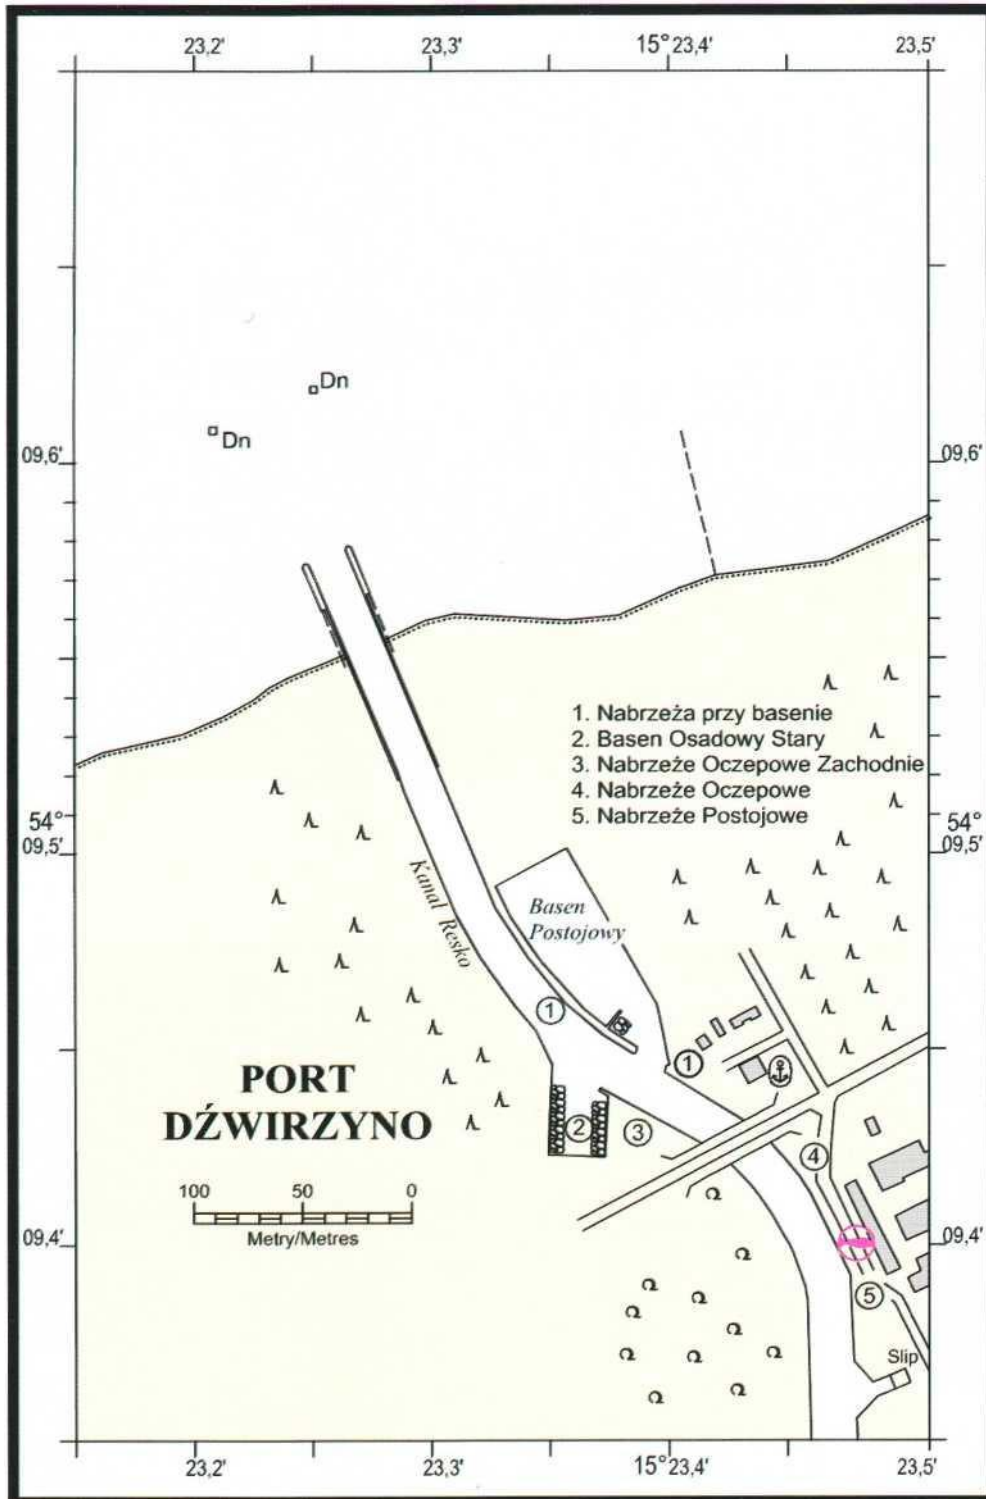 23,2' 23,3' 15° 23,4' 23,5'
Dn
Dn
09,6' 09,6'
1. Nabrzeża przy basenie
2. Basen Osadowy Stary
3. Nabrzeże Oczepowe Zachodnie
4. Nabrzeże Oczepowe
5. Nabrzeże Postojowe
54° 54°
09,5' 09,5'
Kanał Resko
Basen
Postojowy
1
1
PORT
DŹWIRZYNO
2
3
4
100 50 0
Metry/Metres
09,4' 09,4'
5
Slip
23,2' 23,3' 15° 23,4' 23,5'